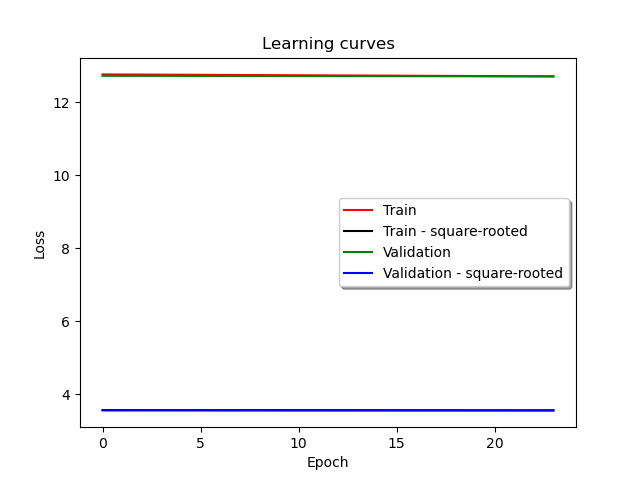 Learning curves
Loss
12
10
8
6
4
Train
Train - square-rooted
Validation
Validation - square-rooted
0
5
10
15
20
Epoch